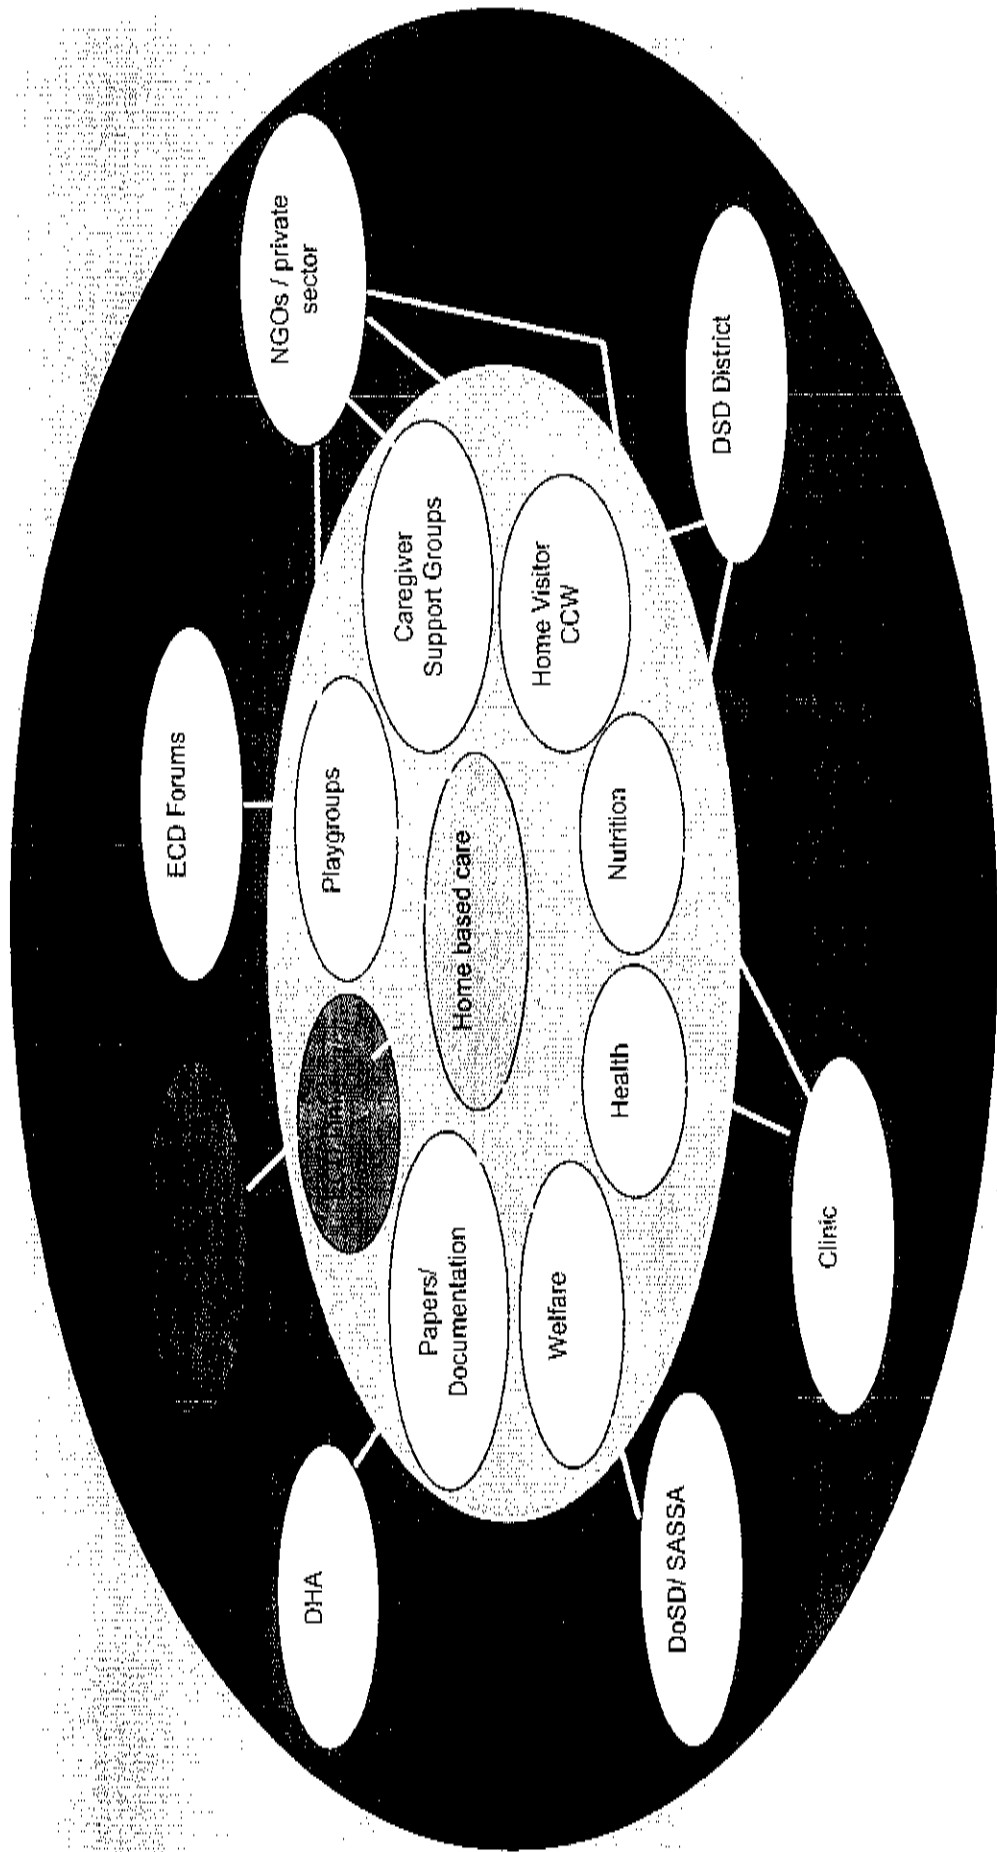 DHA
ECD Forums
NGOs / private
sector
Papers/
Documentation
Playgroups
Caregiver
Support Groups
Home based care
Welfare
Health
Nutrition
Home Visitor
CCW
DoSD/ SASSA
Clinic
DSD District